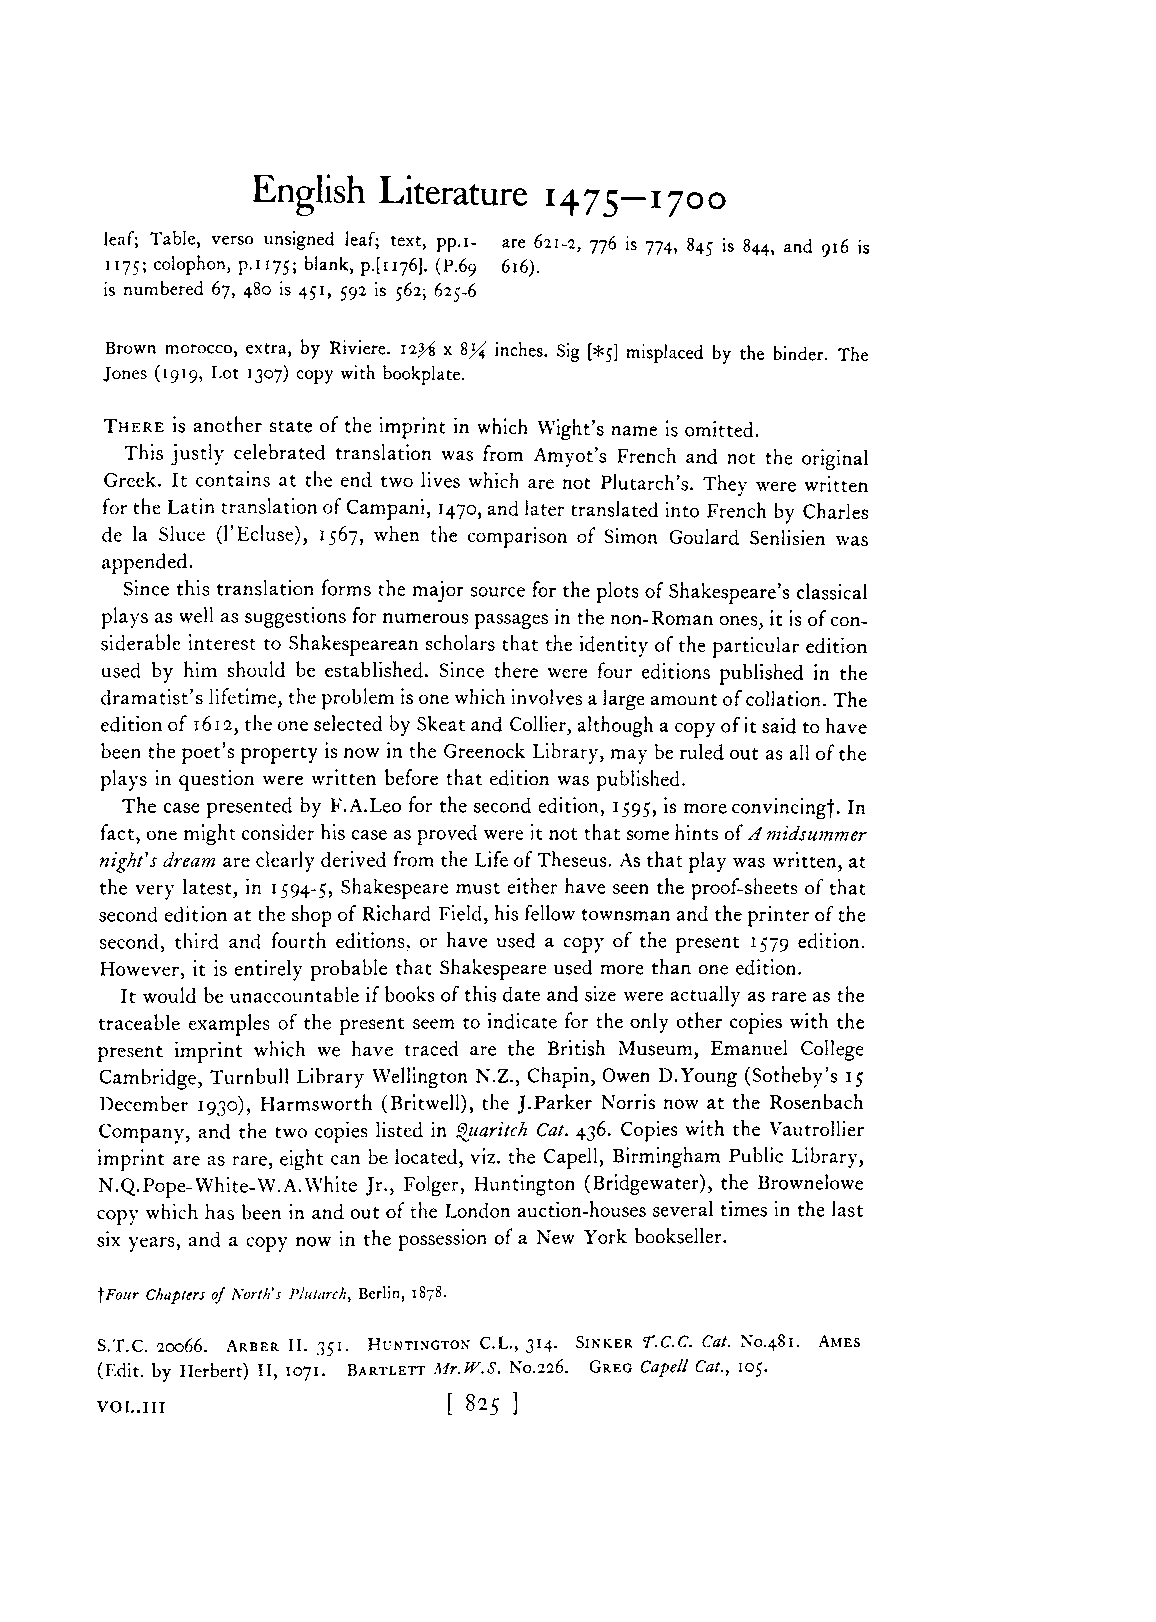 English Literature 1475–1700
leaf; Table, verso unsigned leaf; text, pp.1-
1175; colophon, p.1175; blank, p.[1176]. (P.69
is numbered 67, 480 is 451, 592 is 562; 625-6
are 621-2, 776 is 774, 845 is 844, and 916 is
616).
Brown morocco, extra, by Riviere. 12⅜ x 8¼ inches. Sig [*5] misplaced by the binder. The
Jones (1919, Lot 1307) copy with bookplate.
THERE is another state of the imprint in which Wight's name is omitted.
This justly celebrated translation was from Amyot's French and not the original
Greek. It contains at the end two lives which are not Plutarch's. They were written
for the Latin translation of Campani, 1470, and later translated into French by Charles
de la Sluce (l'Ecluse), 1567, when the comparison of Simon Goulard Senlisien was
appended.
Since this translation forms the major source for the plots of Shakespeare's classical
plays as well as suggestions for numerous passages in the non-Roman ones, it is of con-
siderable interest to Shakespearean scholars that the identity of the particular edition
used by him should be established. Since there were four editions published in the
dramatist's lifetime, the problem is one which involves a large amount of collation. The
edition of 1612, the one selected by Skeat and Collier, although a copy of it said to have
been the poet's property is now in the Greenock Library, may be ruled out as all of the
plays in question were written before that edition was published.
The case presented by F.A.Leo for the second edition, 1595, is more convincing†. In
fact, one might consider his case as proved were it not that some hints of A midsummer
night's dream are clearly derived from the Life of Theseus. As that play was written, at
the very latest, in 1594-5, Shakespeare must either have seen the proof-sheets of that
second edition at the shop of Richard Field, his fellow townsman and the printer of the
second, third and fourth editions, or have used a copy of the present 1579 edition.
However, it is entirely probable that Shakespeare used more than one edition.
It would be unaccountable if books of this date and size were actually as rare as the
traceable examples of the present seem to indicate for the only other copies with the
present imprint which we have traced are the British Museum, Emanuel College
Cambridge, Turnbull Library Wellington N.Z., Chapin, Owen D.Young (Sotheby's 15
December 1930), Harmsworth (Britwell), the J.Parker Norris now at the Rosenbach
Company, and the two copies listed in Quaritch Cat. 436. Copies with the Vautrollier
imprint are as rare, eight can be located, viz. the Capell, Birmingham Public Library,
N.Q.Pope-White-W.A.White Jr., Folger, Huntington (Bridgewater), the Brownelowe
copy which has been in and out of the London auction-houses several times in the last
six years, and a copy now in the possession of a New York bookseller.
†Four Chapters of North's Plutarch, Berlin, 1878.
S.T.C. 20066. ARBER II. 351. HUNTINGTON C.L., 314. SINKER T.C.C. Cat. No.481. AMES
(Edit. by Herbert) II, 1071. BARTLETT Mr.W.S. No.226. GREG Capell Cat., 105.
VOL.III [ 825 ]